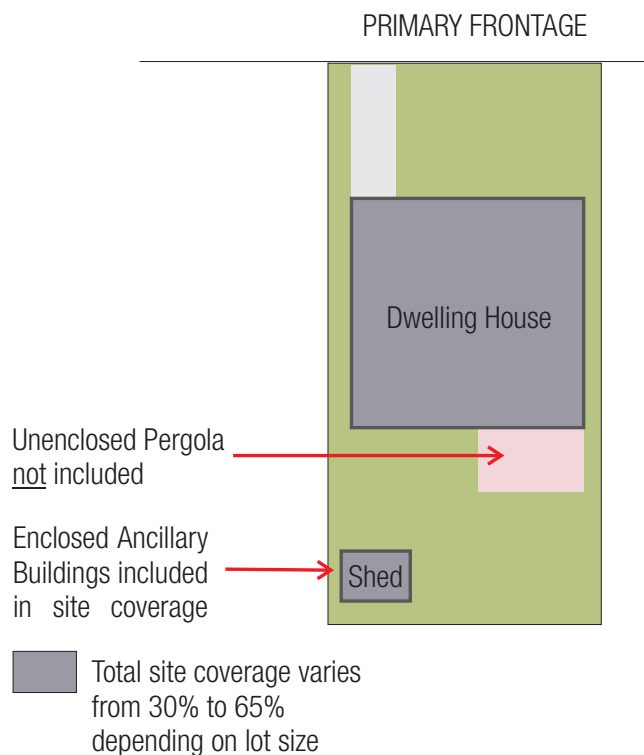 PRIMARY FRONTAGE
Dwelling House
Unenclosed Pergola
not included
Enclosed Ancillary
Buildings included
in site coverage
Shed
Total site coverage varies
from 30% to 65%
depending on lot size